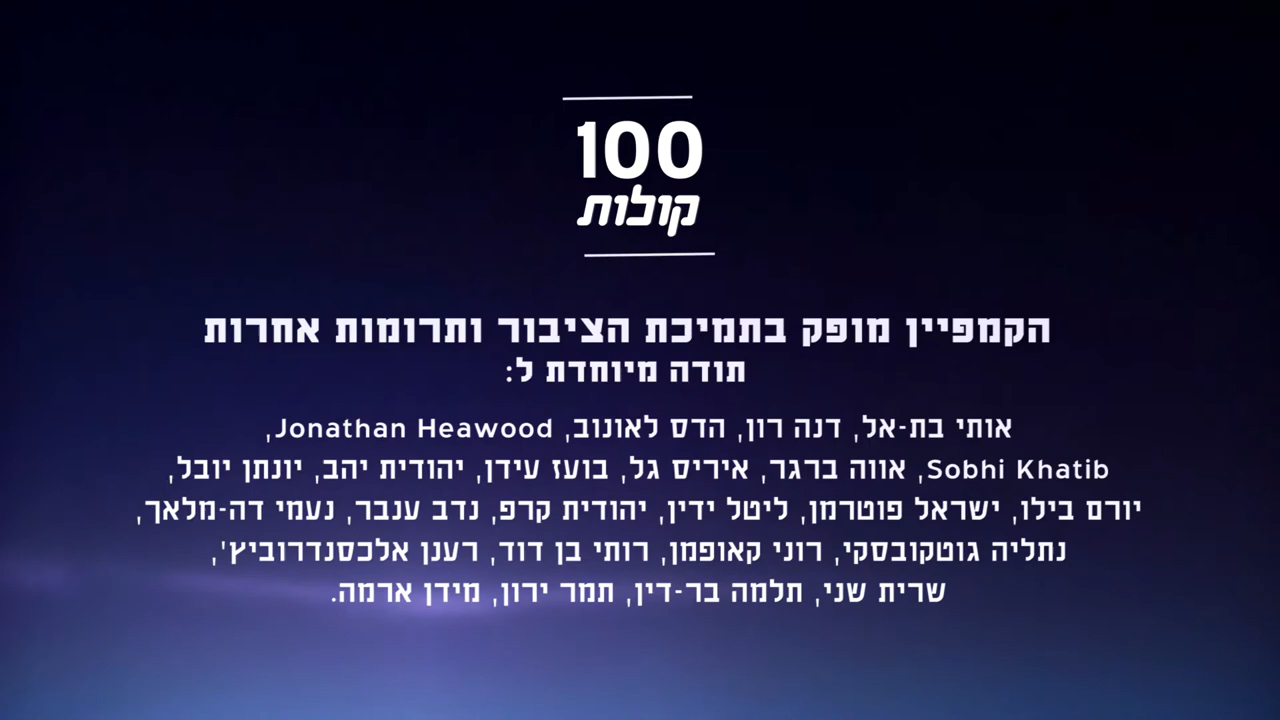 100
קולות
הקמפיין מופק בתמיכת הציבור ותרומות אחרות
תודה מיוחדת ל:
אותי בת-אל, דנה רון, הדס לאונוב, Jonathan Heawood,
Sobhi Khatib, אווה ברגר, איריס גל, בועז עידן, יהודית יהב, יונתן יובל,
יורם בילו, ישראל פוטרמן, ליטל ידין, יהודית קרפ, נדב ענבר, נעמי דה-מלאך,
נתליה גוטקובסקי, רוני קאופמן, רותי בן דוד, רענן אלכסנדרוביץ',
שרית שני, תלמה בר-דין, תמר ירון, מידן ארמה.